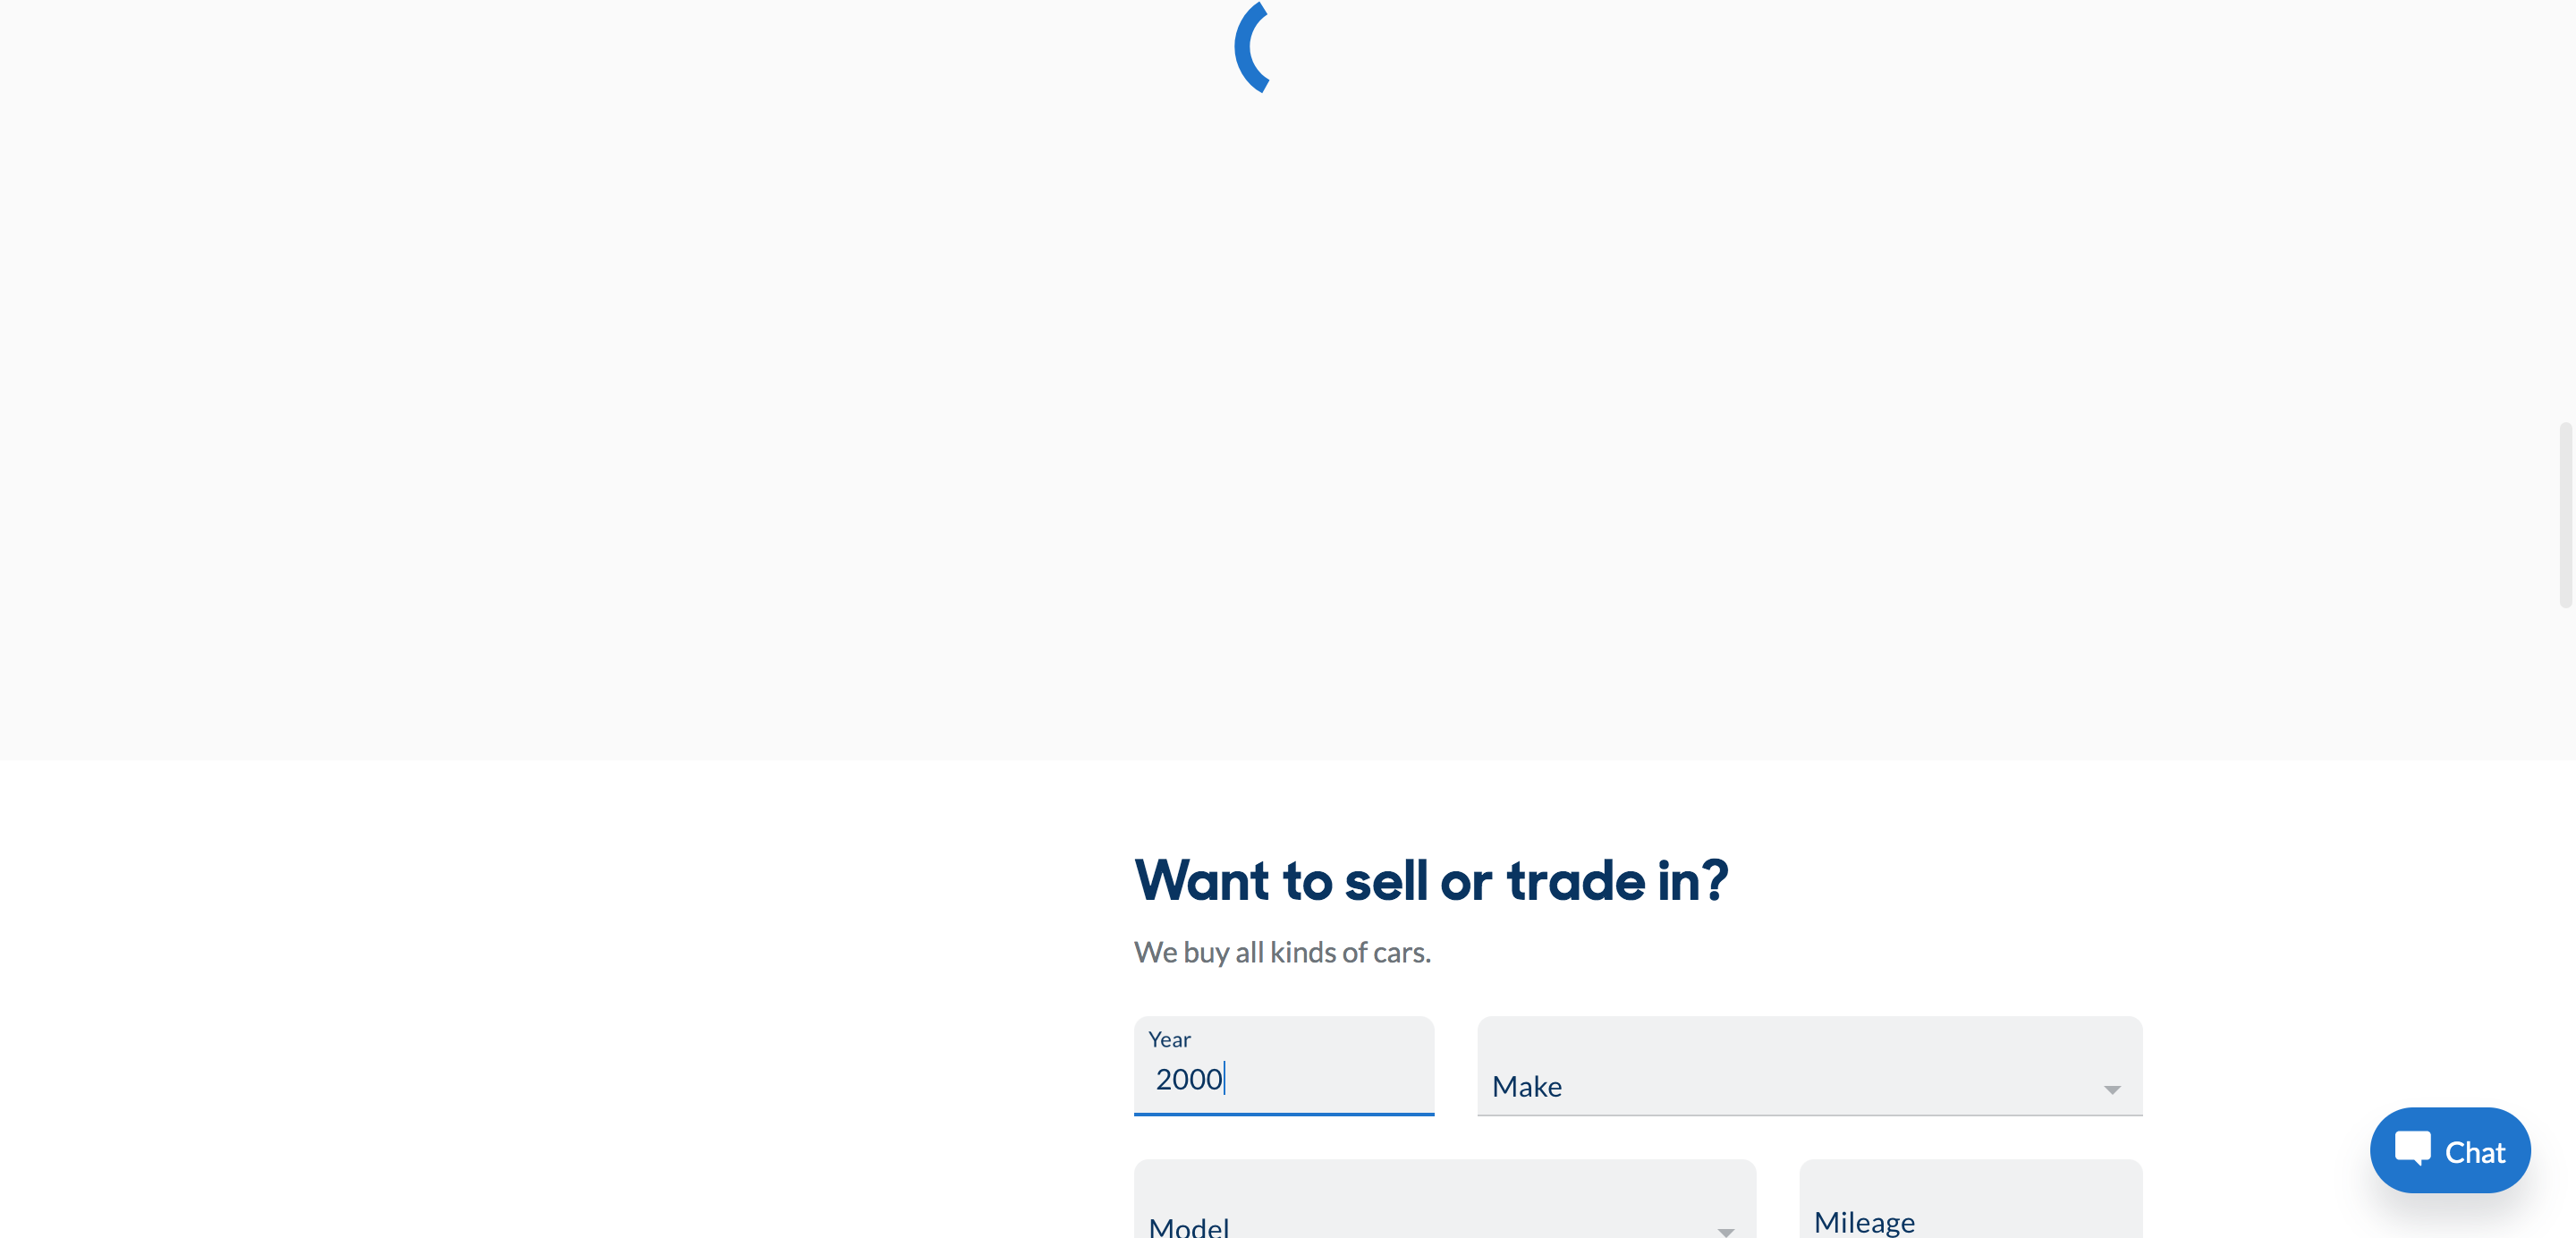 Want to sell or trade in?
We buy all kinds of cars.
Year
2000
Make
Model
Mileage
Chat